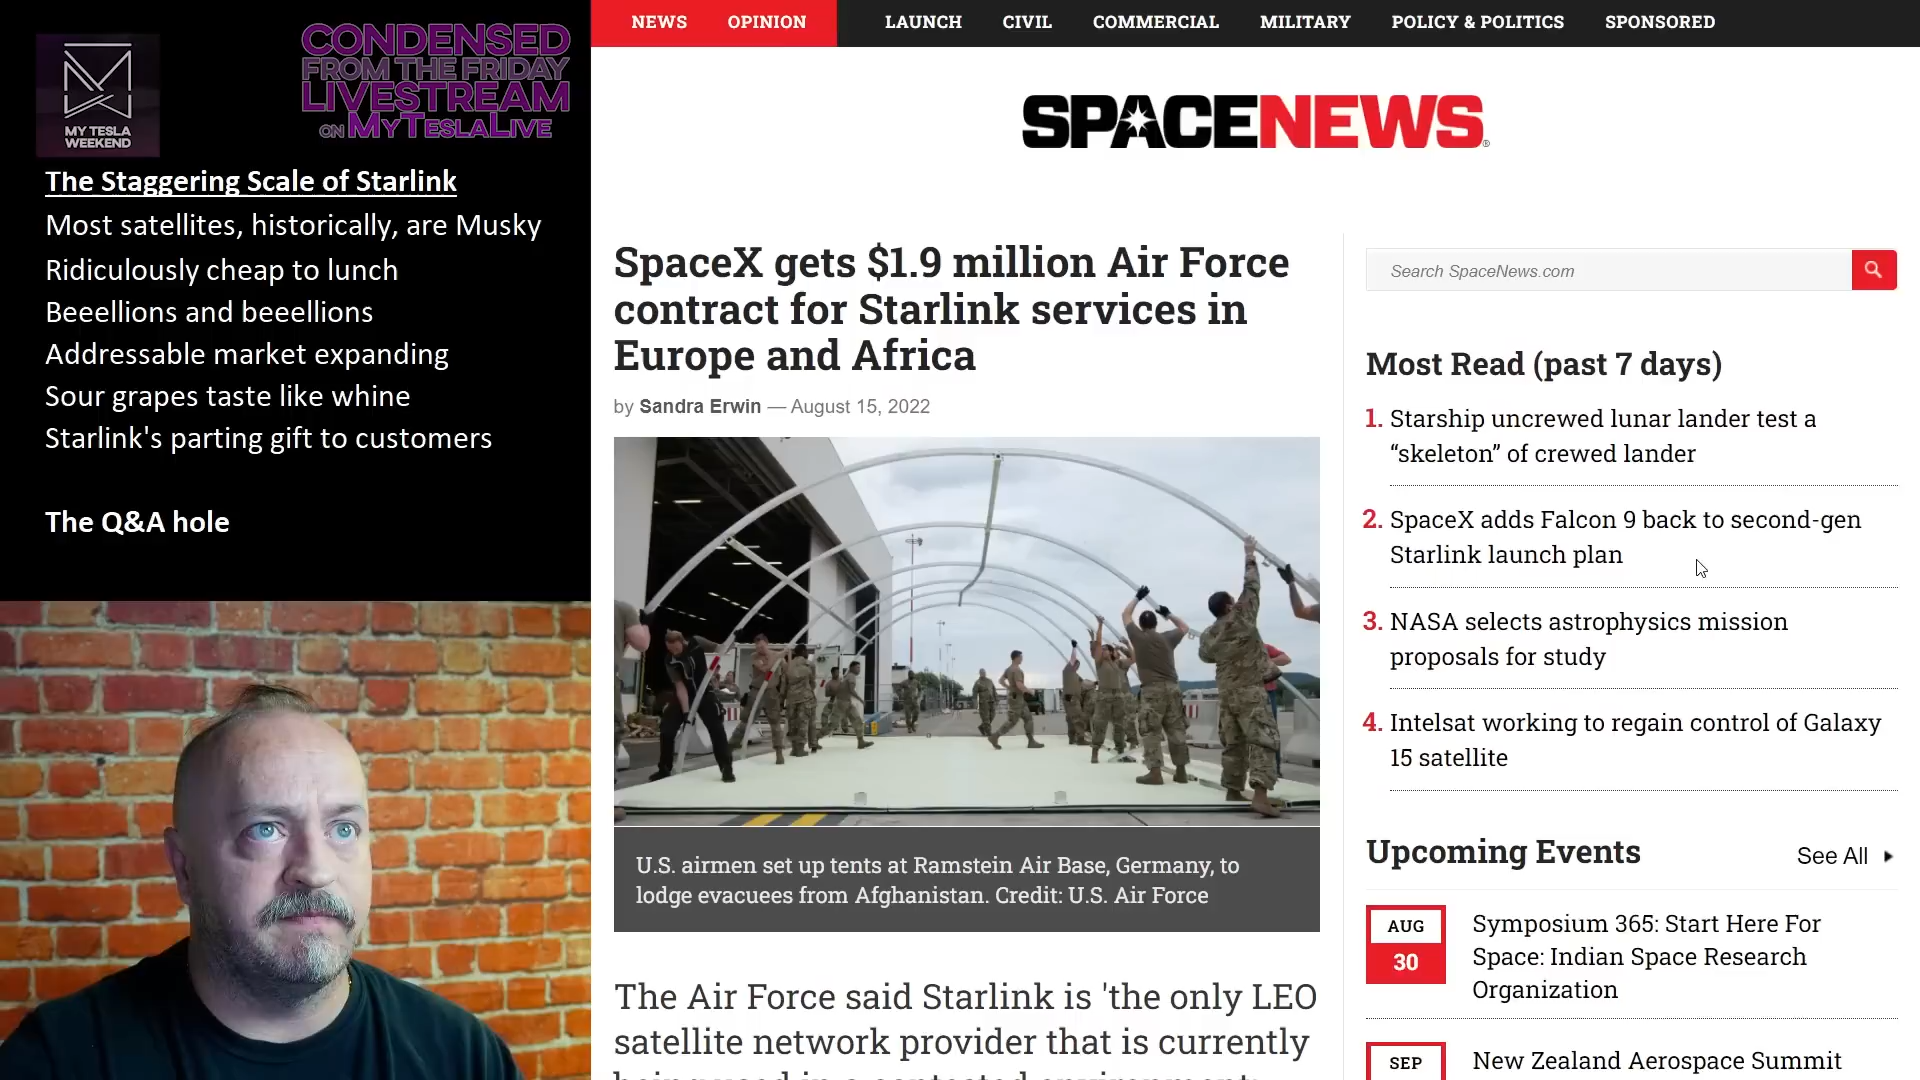 MY TESLA
WEEKEND
CONDENSED
FROM THE FRIDAY
LIVESTREAM
ON MYTESLALIVE
The Staggering Scale of Starlink
Most satellites, historically, are Musky
Ridiculously cheap to lunch
Beeellions and beeellions
Addressable market expanding
Sour grapes taste like whine
Starlink's parting gift to customers
The Q&A hole
NEWS OPINION LAUNCH CIVIL COMMERCIAL MILITARY POLICY & POLITICS SPONSORED
SPACENEWS®
SpaceX gets $1.9 million Air Force
contract for Starlink services in
Europe and Africa
by Sandra Erwin — August 15, 2022
U.S. airmen set up tents at Ramstein Air Base, Germany, to
lodge evacuees from Afghanistan. Credit: U.S. Air Force
The Air Force said Starlink is 'the only LEO
satellite network provider that is currently
Search SpaceNews.com
Most Read (past 7 days)
1. Starship uncrewed lunar lander test a
“skeleton” of crewed lander
2. SpaceX adds Falcon 9 back to second-gen
Starlink launch plan
3. NASA selects astrophysics mission
proposals for study
4. Intelsat working to regain control of Galaxy
15 satellite
Upcoming Events
See All
AUG
30
Symposium 365: Start Here For
Space: Indian Space Research
Organization
SEP
New Zealand Aerospace Summit